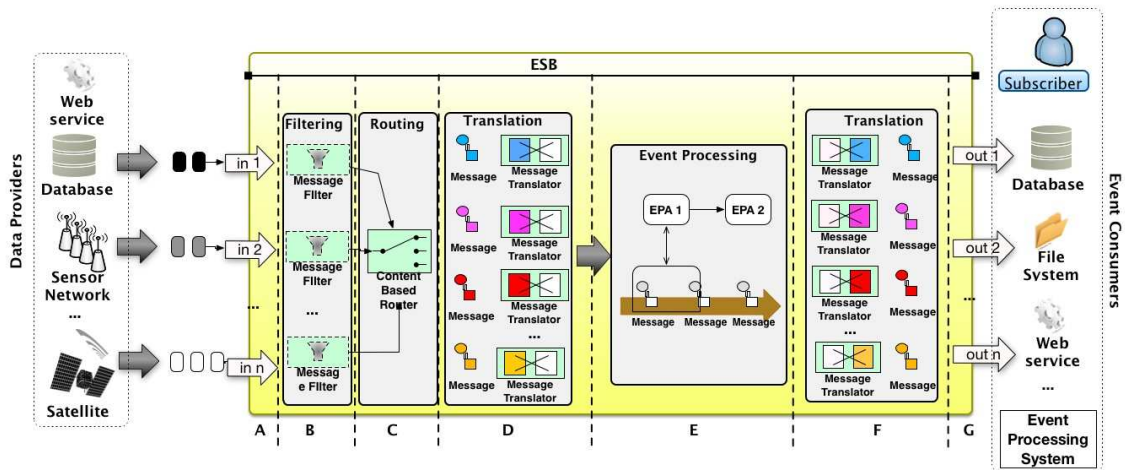 ESB
Data Providers
Web
service
Database
Sensor
Network
...
Satellite
in 1
in 2
...
in n
Filtering
Message
FIlter
Message
FIlter
...
Messag
e FIlter
Routing
Content
Based
Router
Translation
Message
Message
Translator
Message
Message
Translator
Message
Message
Translator
...
Message
Message
Translator
Event Processing
EPA 1
EPA 2
Message
Message
Message
Translation
Message
Translator
Message
Message
Translator
Message
Message
Translator
Message
...
Message
Translator
Message
out 1
out 2
...
out n
A
B
C
D
E
F
G
Subscriber
Database
File
System
Web
service
...
Event
Processing
System
Event Consumers